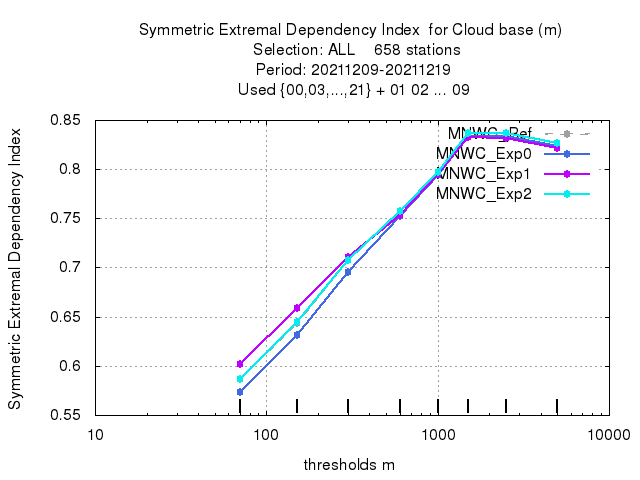 Symmetric Extremal Dependency Index  for Cloud base (m)
Selection: ALL    658 stations
Period: 20211209-20211219
Used {00,03,...,21} + 01 02 ... 09
Symmetric Extremal Dependency Index
0.85
0.8
0.75
0.7
0.65
0.6
0.55
MNWC_Ref
MNWC_Exp0
MNWC_Exp1
MNWC_Exp2
10
100
1000
10000
thresholds m